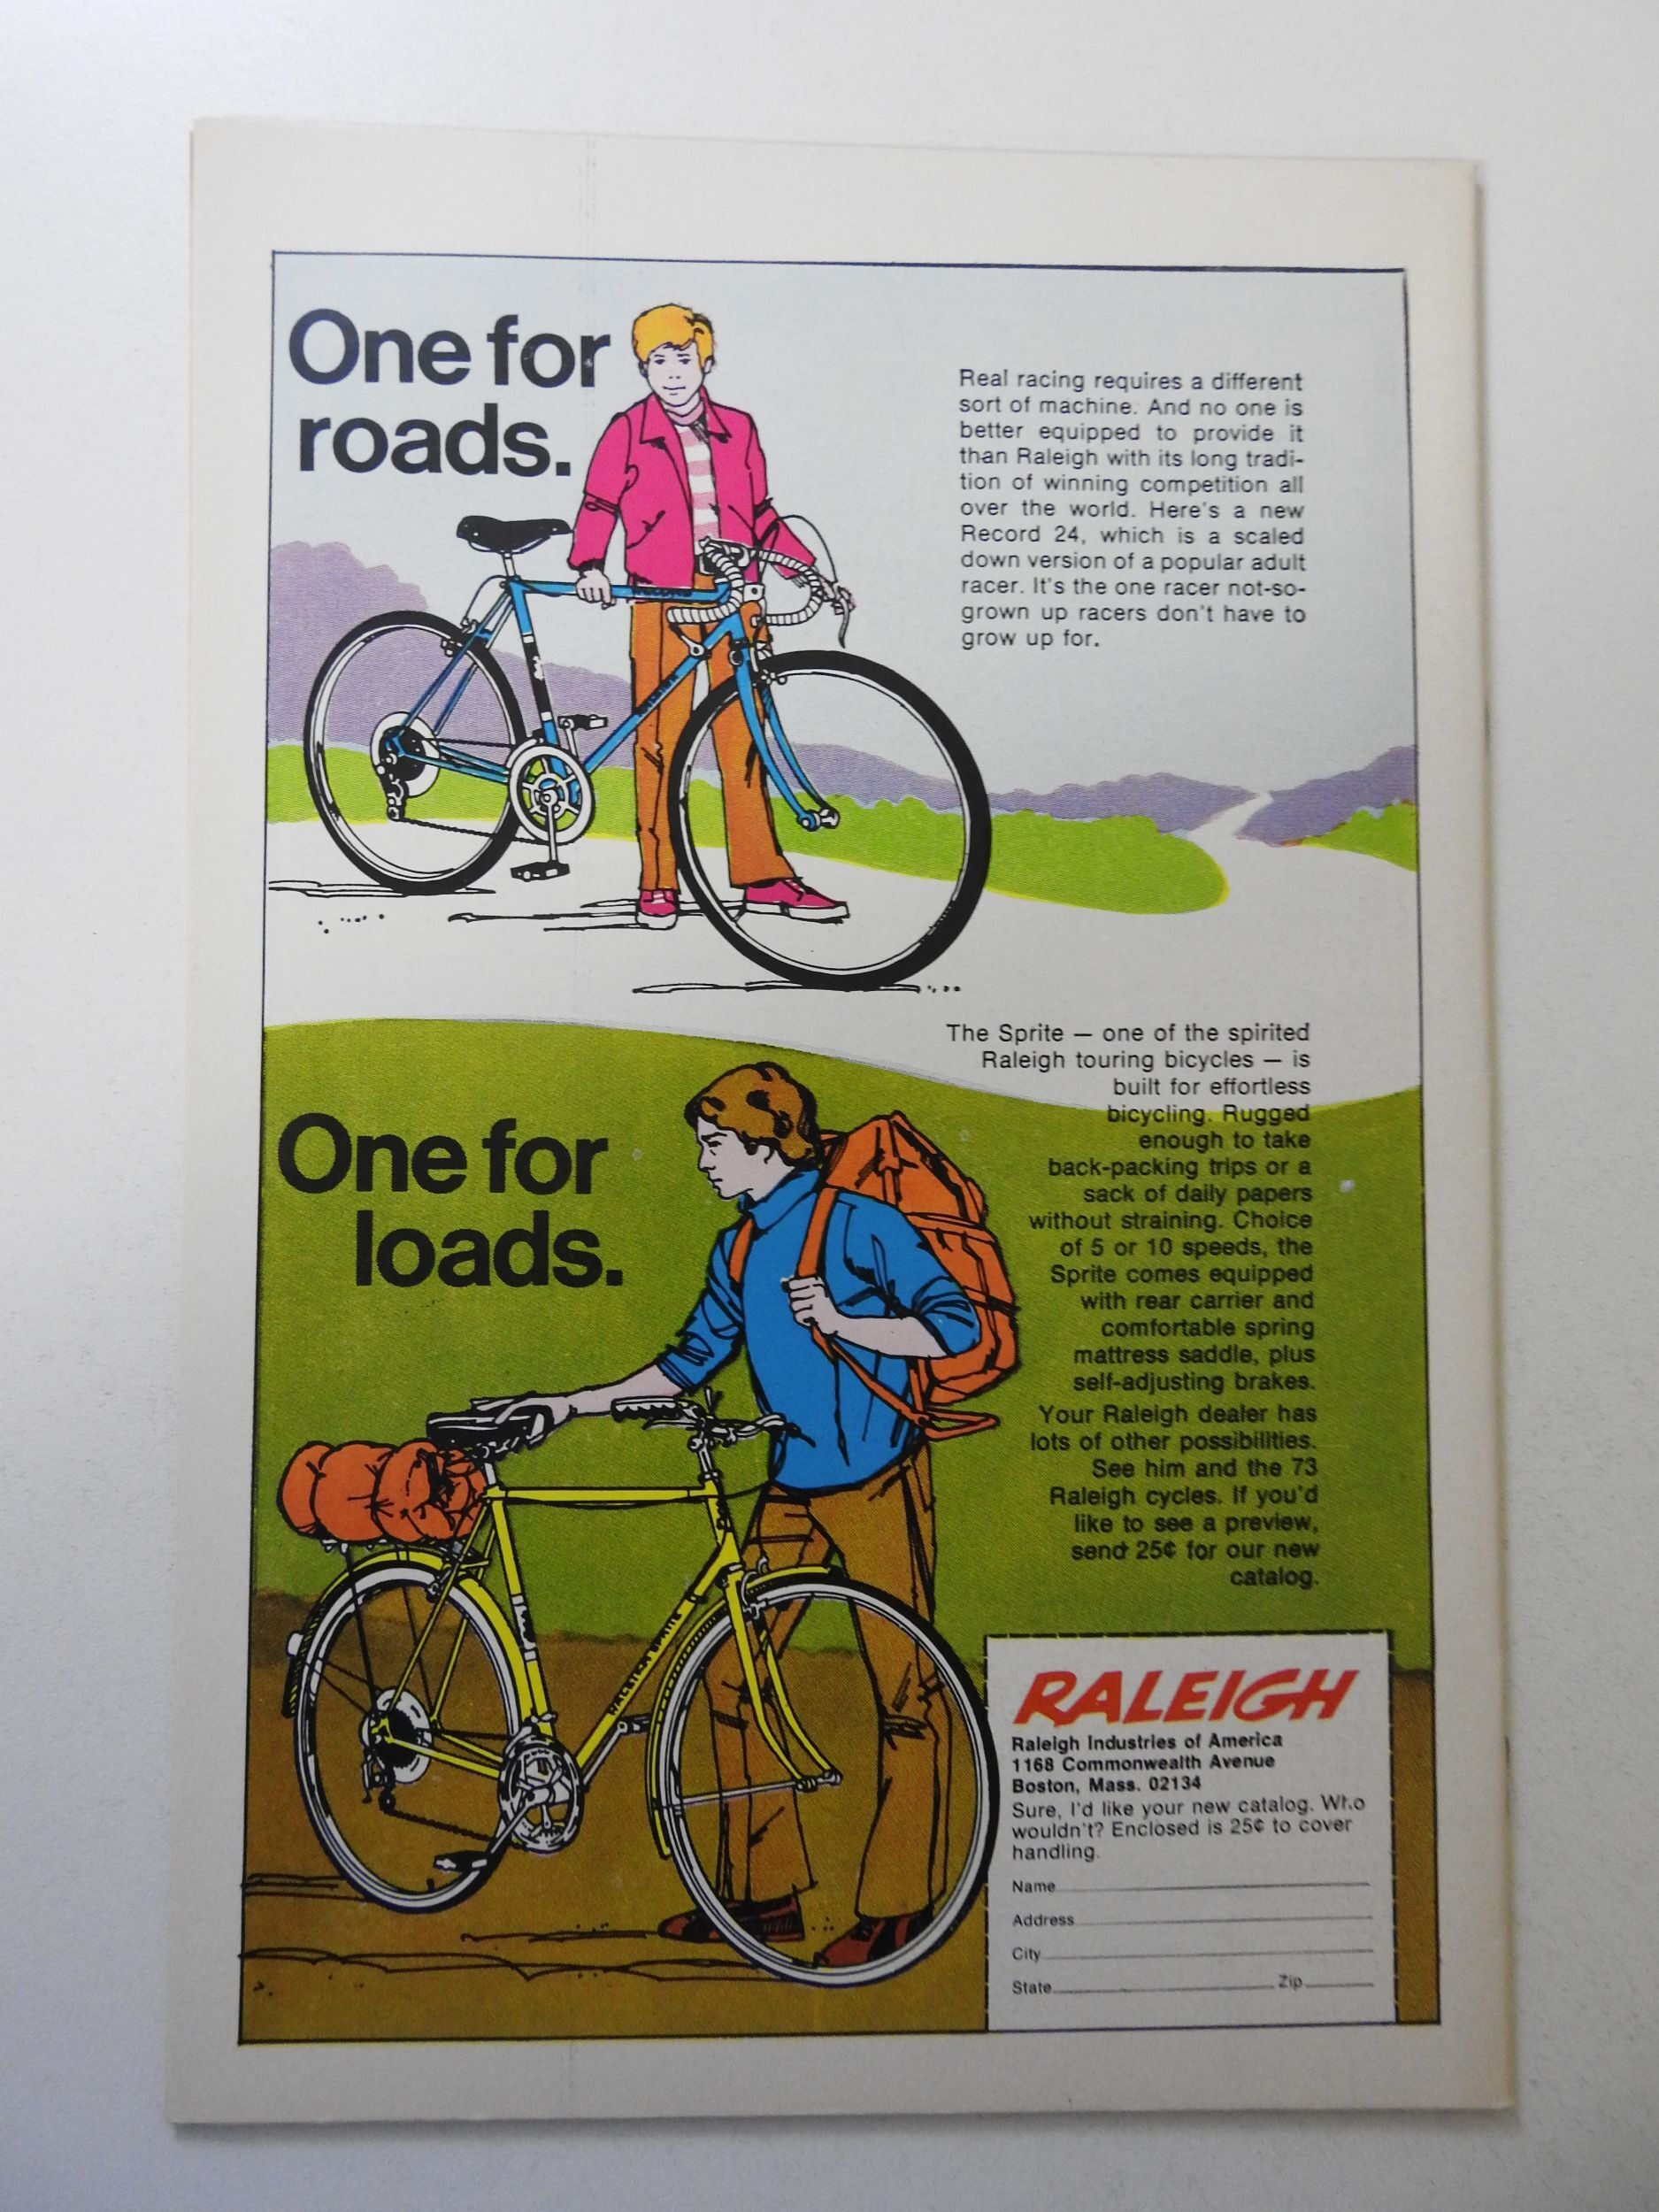 One for
roads.
Real racing requires a different
sort of machine. And no one is
better equipped to provide it
than Raleigh with its long tradi-
tion of winning competition all
over the world. Here's a new
Record 24, which is a scaled
down version of a popular adult
racer. It's the one racer not-so-
grown up racers don't have to
grow up for.
The Sprite — one of the spirited
Raleigh touring bicycles — is
built for effortless
bicycling. Rugged
enough to take
back-packing trips or a
sack of daily papers
without straining. Choice
of 5 or 10 speeds, the
Sprite comes equipped
with rear carrier and
comfortable spring
mattress saddle, plus
self-adjusting brakes.
Your Raleigh dealer has
lots of other possibilities.
See him and the 73
Raleigh cycles. If you'd
like to see a preview,
send 25¢ for our new
catalog.
One for
loads.
RALEIGH SPRITE
RALEIGH
Raleigh Industries of America
1168 Commonwealth Avenue
Boston, Mass. 02134
Sure, I'd like your new catalog. Who
wouldn't? Enclosed is 25¢ to cover
handling.
Name
Address
City
State Zip